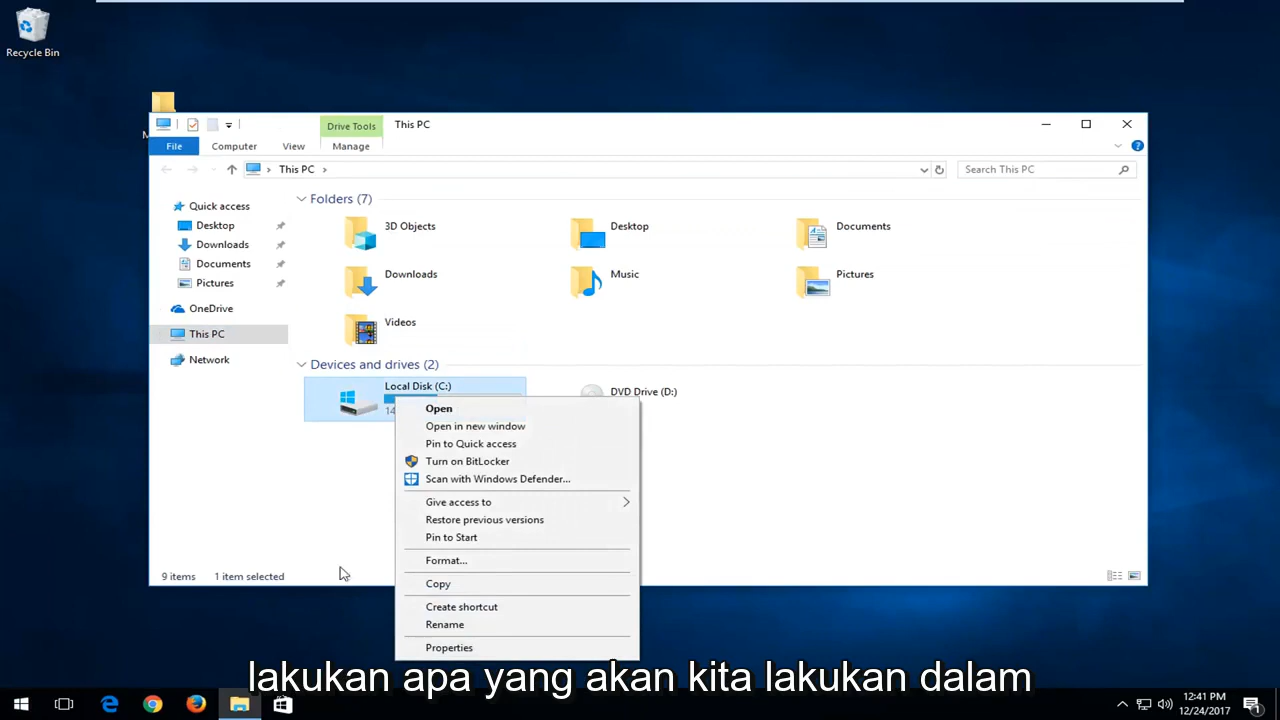 Recycle Bin
Drive Tools
This PC
File
Computer
View
Manage
This PC
Search This PC
Quick access
Desktop
Downloads
Documents
Pictures
OneDrive
This PC
Network
Folders (7)
3D Objects
Desktop
Documents
Downloads
Music
Pictures
Videos
Devices and drives (2)
Local Disk (C:)
DVD Drive (D:)
Open
Open in new window
Pin to Quick access
Turn on BitLocker
Scan with Windows Defender...
Give access to
Restore previous versions
Pin to Start
Format...
Copy
Create shortcut
Rename
Properties
9 items
1 item selected
lakukan apa yang akan kita lakukan dalam
12:41 PM
12/24/2017